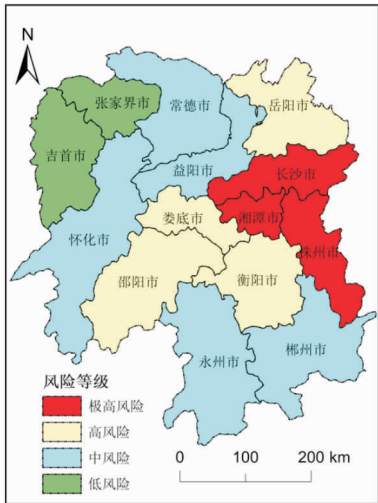 N
张家界市
常德市
岳阳市
吉首市
益阳市
长沙市
怀化市
娄底市
湘潭市
株州市
邵阳市
衡阳市
永州市
郴州市
风险等级
极高风险
高风险
中风险
低风险
0 100 200 km